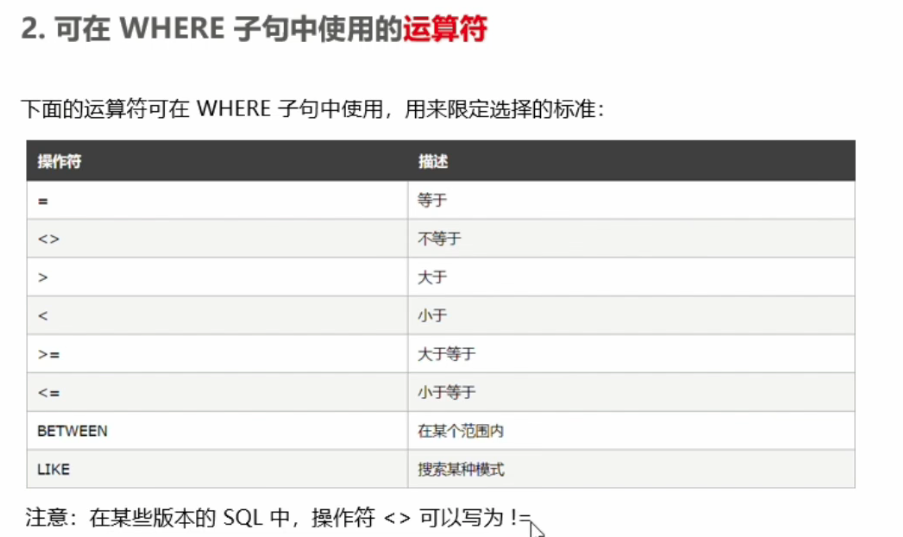 2. 可在 WHERE 子句中使用的运算符
下面的运算符可在 WHERE 子句中使用，用来限定选择的标准：
操作符 描述
= 等于
<> 不等于
> 大于
< 小于
>= 大于等于
<= 小于等于
BETWEEN 在某个范围内
LIKE 搜索某种模式
注意：在某些版本的 SQL 中，操作符 <> 可以写为 !=